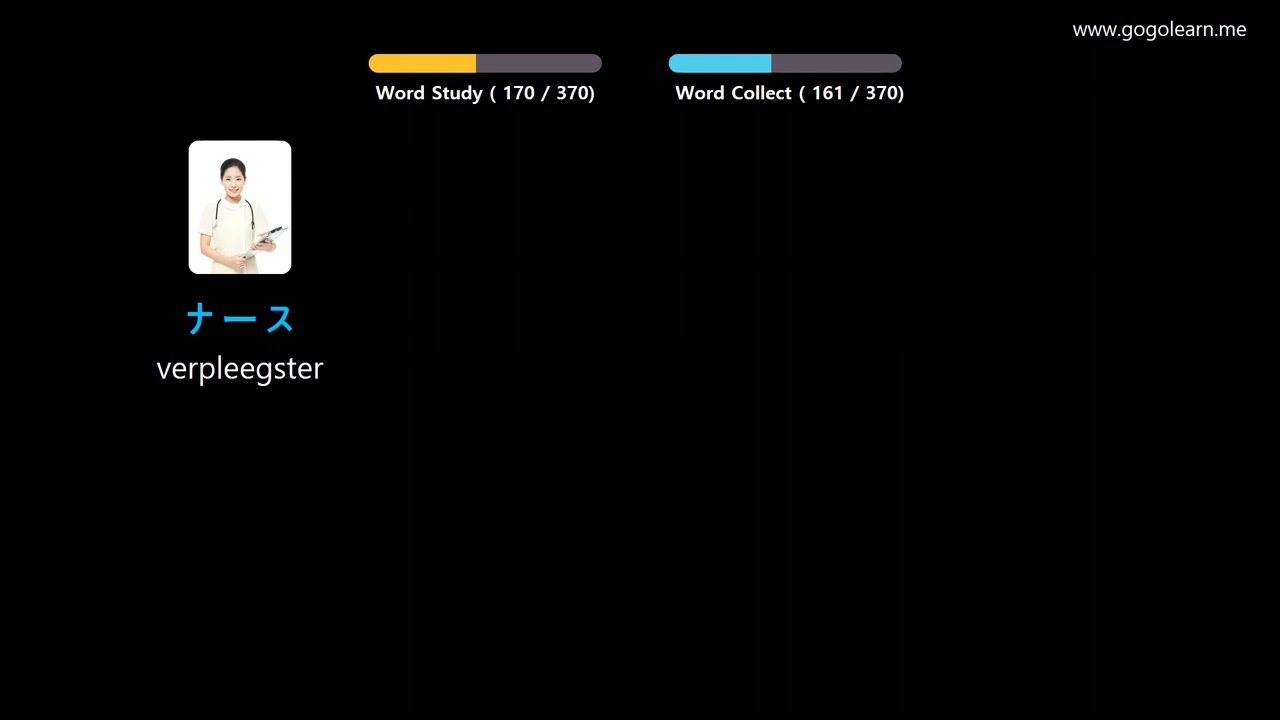 www.gogolearn.me
Word Study ( 170 / 370)
Word Collect ( 161 / 370)
ナース
verpleegster